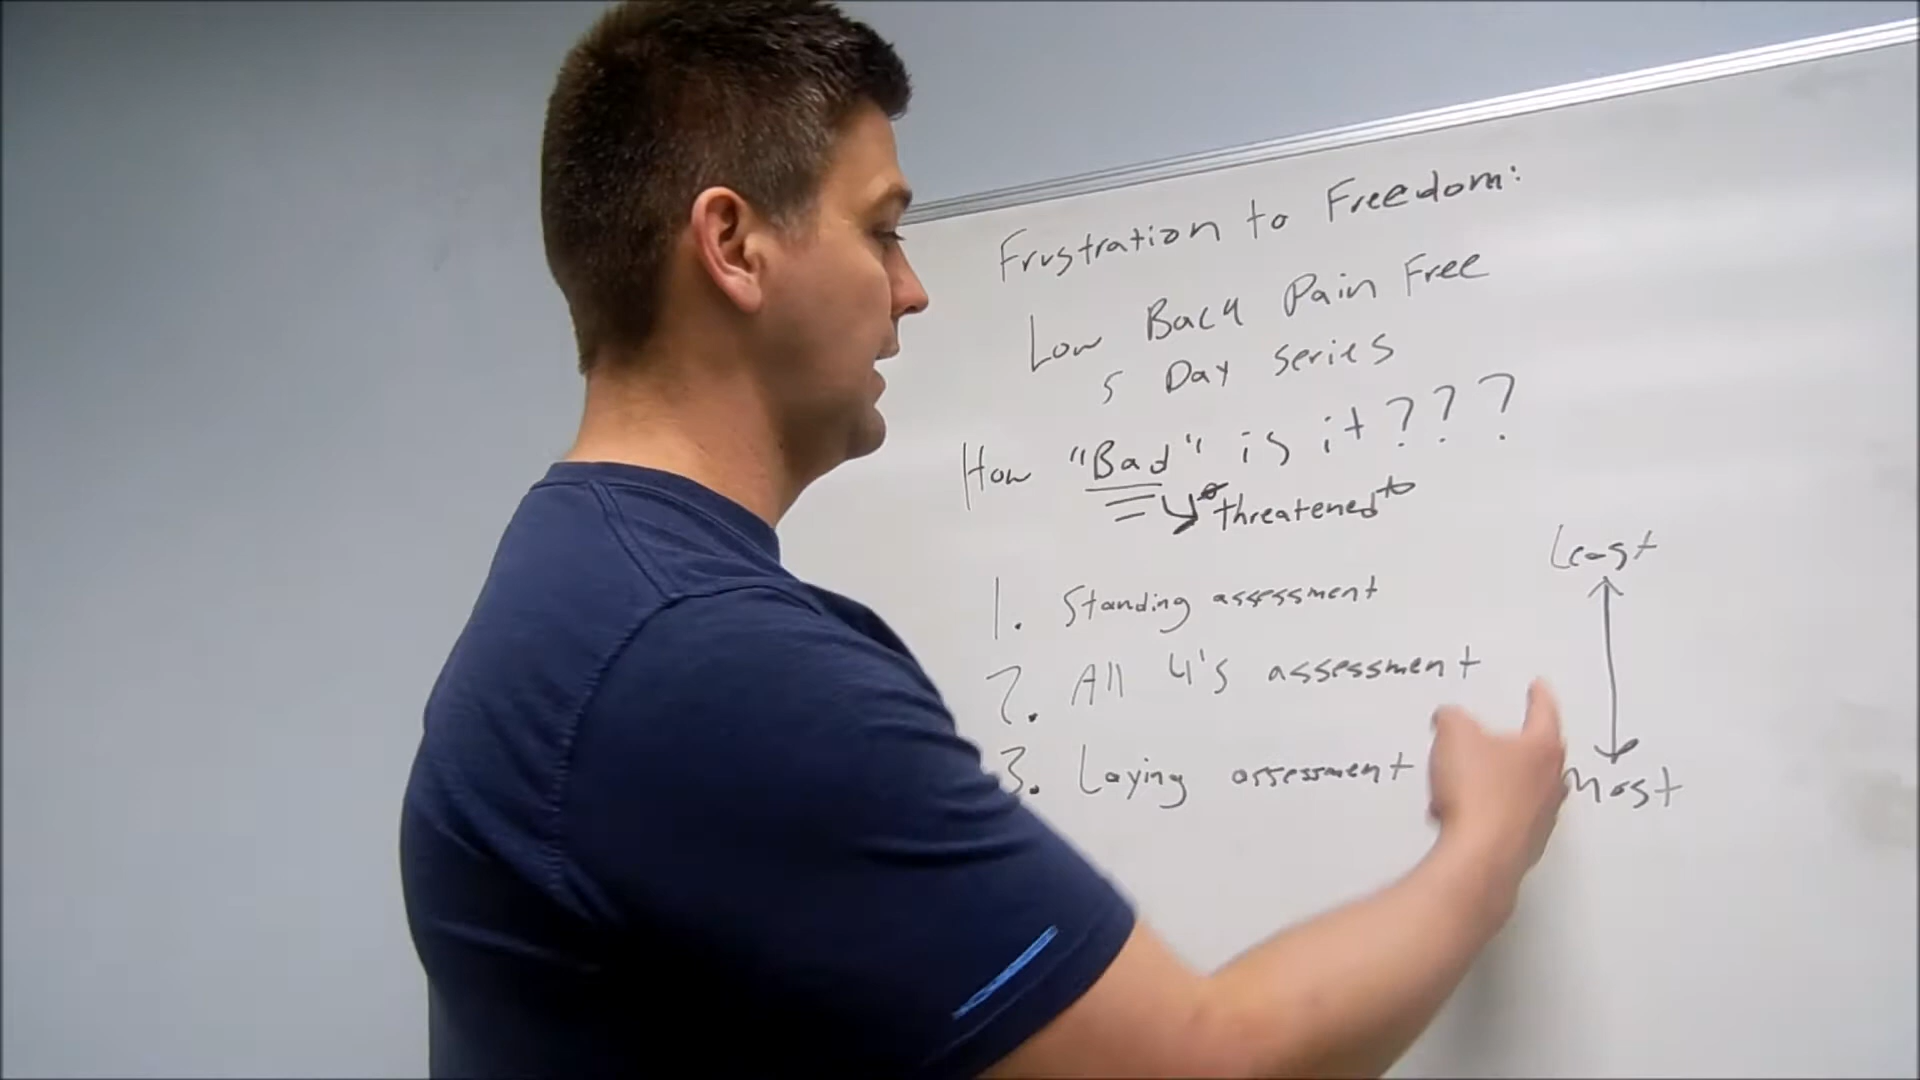 Frustration to Freedom:
Low Back Pain Free
5 Day Series
How "Bad" is it???
*threatened*
1. Standing assessment
2. All 4's assessment
3. Laying assessment
Least
Most